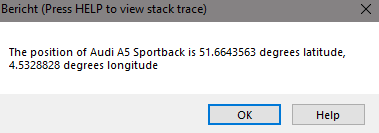 Bericht (Press HELP to view stack trace)
The position of Audi A5 Sportback is 51.6643563 degrees latitude,
4.5328828 degrees longitude
OK
Help